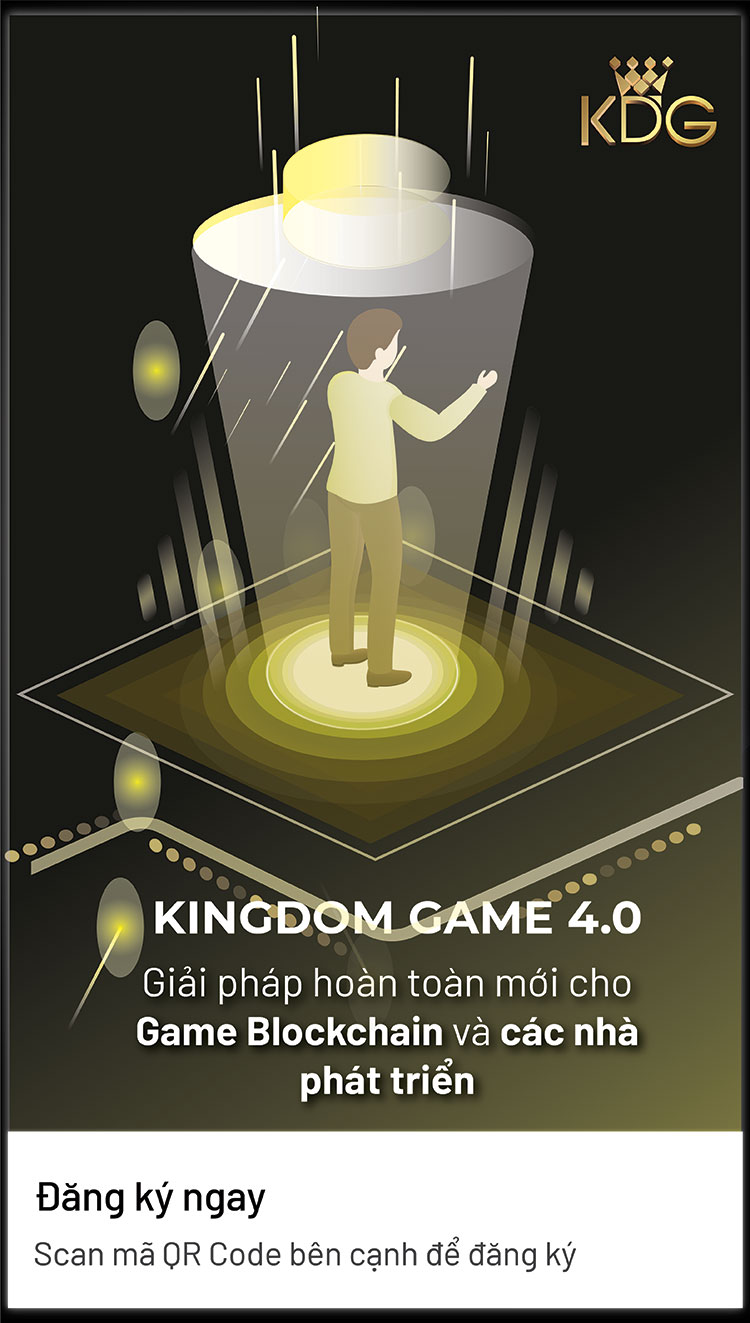 KDG
KINGDOM GAME 4.0
Giải pháp hoàn toàn mới cho
Game Blockchain và các nhà
phát triển
Đăng ký ngay
Scan mã QR Code bên cạnh để đăng ký